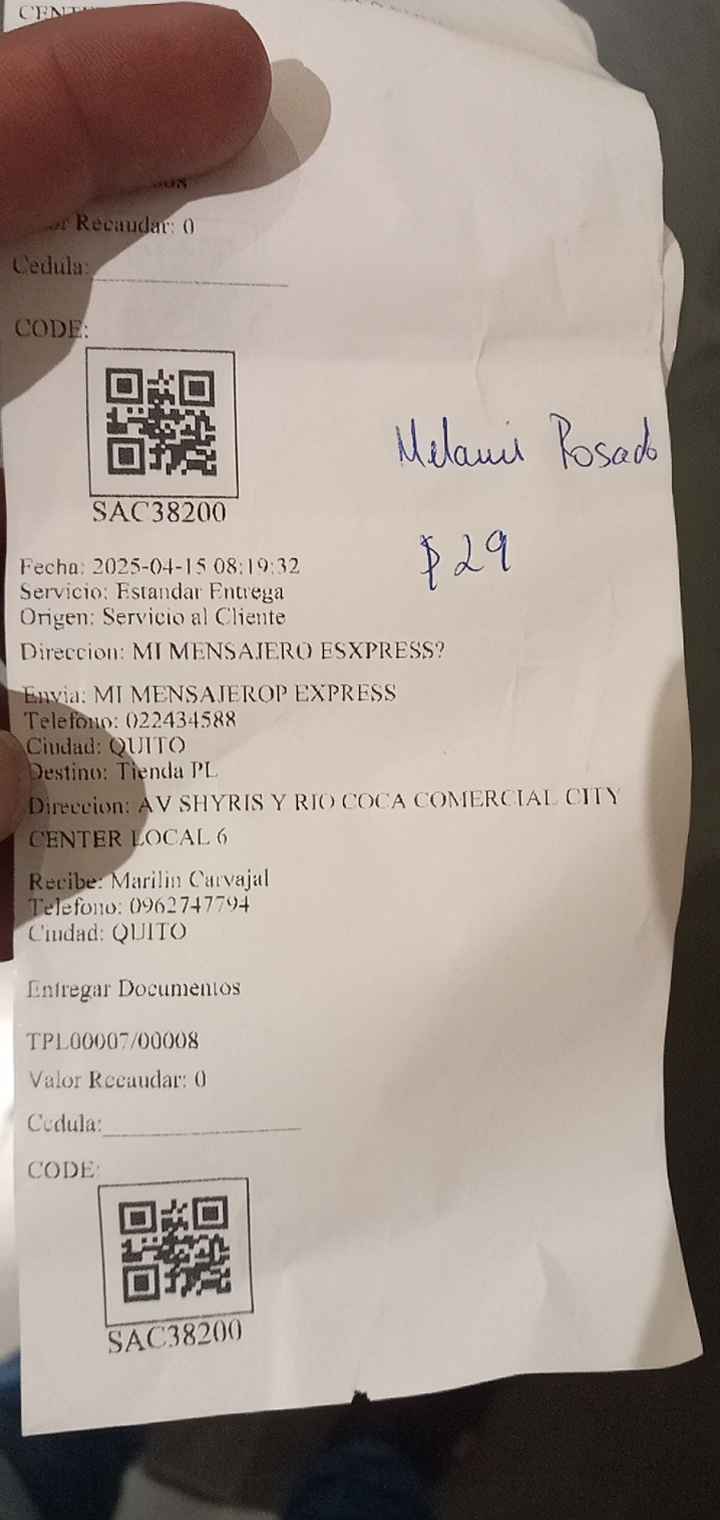 Recaudar: 0
Cedula:
CODE:
SAC38200
Melanie Rosado
$29
Fecha: 2025-04-15 08:19:32
Servicio: Estandar Entrega
Origen: Servicio al Cliente
Direccion: MI MENSAJERO ESXPRESS?
Envia: MI MENSAJEROP EXPRESS
Telefono: 022434588
Ciudad: QUITO
Destino: Tienda PL
Direccion: AV SHYRIS Y RIO COCA COMERCIAL CITY
CENTER LOCAL 6
Recibe: Marilin Carvajal
Telefono: 0962747794
Ciudad: QUITO
Entregar Documentos
TPL00007/00008
Valor Recaudar: 0
Cedula:
CODE:
SAC38200